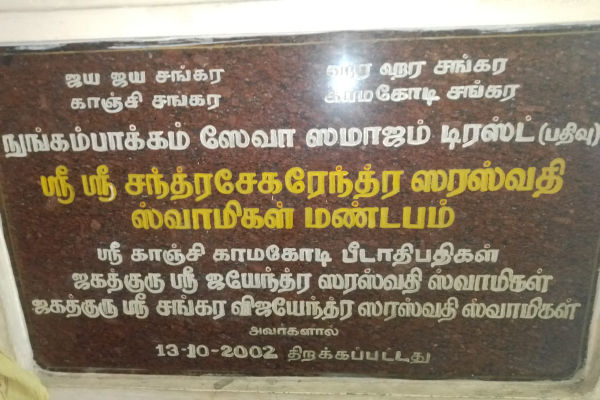 ஜய ஜய சங்கர ஹர ஹர சங்கர
காஞ்சி சங்கர காமகோடி சங்கர
நுங்கம்பாக்கம் ஸேவா ஸமாஜம் டிரஸ்ட் (பதிவு)
ஸ்ரீ ஸ்ரீ சந்த்ரசேகரேந்த்ர ஸரஸ்வதி
ஸ்வாமிகள் மண்டபம்
ஸ்ரீ காஞ்சி காமகோடி பீடாதிபதிகள்
ஜகத்குரு ஸ்ரீ ஜயேந்த்ர ஸரஸ்வதி ஸ்வாமிகள்
ஜகத்குரு ஸ்ரீ சங்கர விஜயேந்த்ர ஸரஸ்வதி ஸ்வாமிகள்
அவர்களால்
13-10-2002 திறக்கப்பட்டது